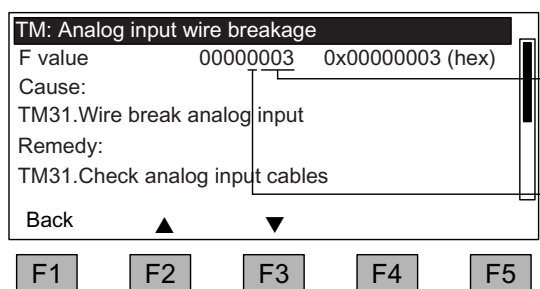 TM: Analog input wire breakage
F value 00000003 0x00000003 (hex)
Cause:
TM31.Wire break analog input
Remedy:
TM31.Check analog input cables
Back ▲ ▼
F1 F2 F3 F4 F5